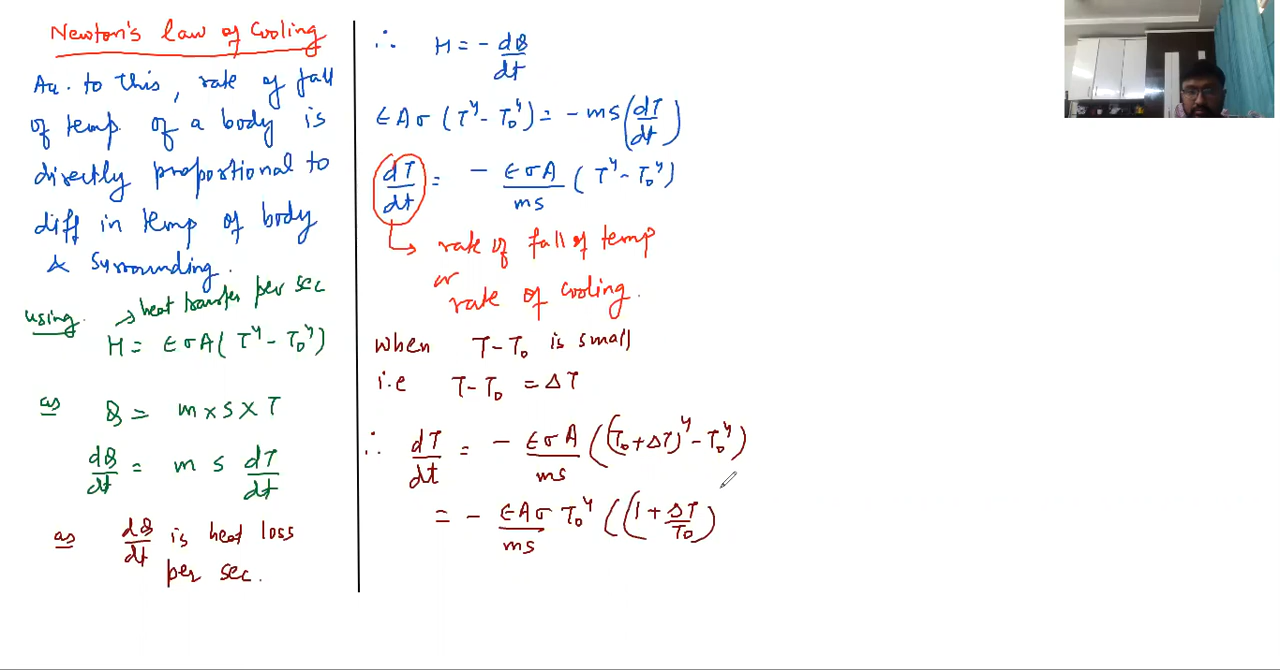 Newton's law of Cooling
Au. to this, rate of fall
of temp. of a body is
directly proportional to
diff in temp of body
& Surrounding.
using → heat transfer per sec
H = ϵσA(T⁴ - T₀⁴)
as Q = m×s×T
dQ/dt = m s dT/dt
as dQ/dt is heat loss
per sec.
∴ H = - dQ/dt
ϵAσ (T⁴ - T₀⁴) = - ms (dT/dt)
dT/dt = - ϵσA/ms (T⁴ - T₀⁴)
↳ rate of fall of temp
or
rate of cooling.
when T - T₀ is small
i.e T - T₀ = ΔT
∴ dT/dt = - ϵσA/ms ((T₀ + ΔT)⁴ - T₀⁴)
= - ϵAσ/ms T₀⁴ ((1 + ΔT/T₀)